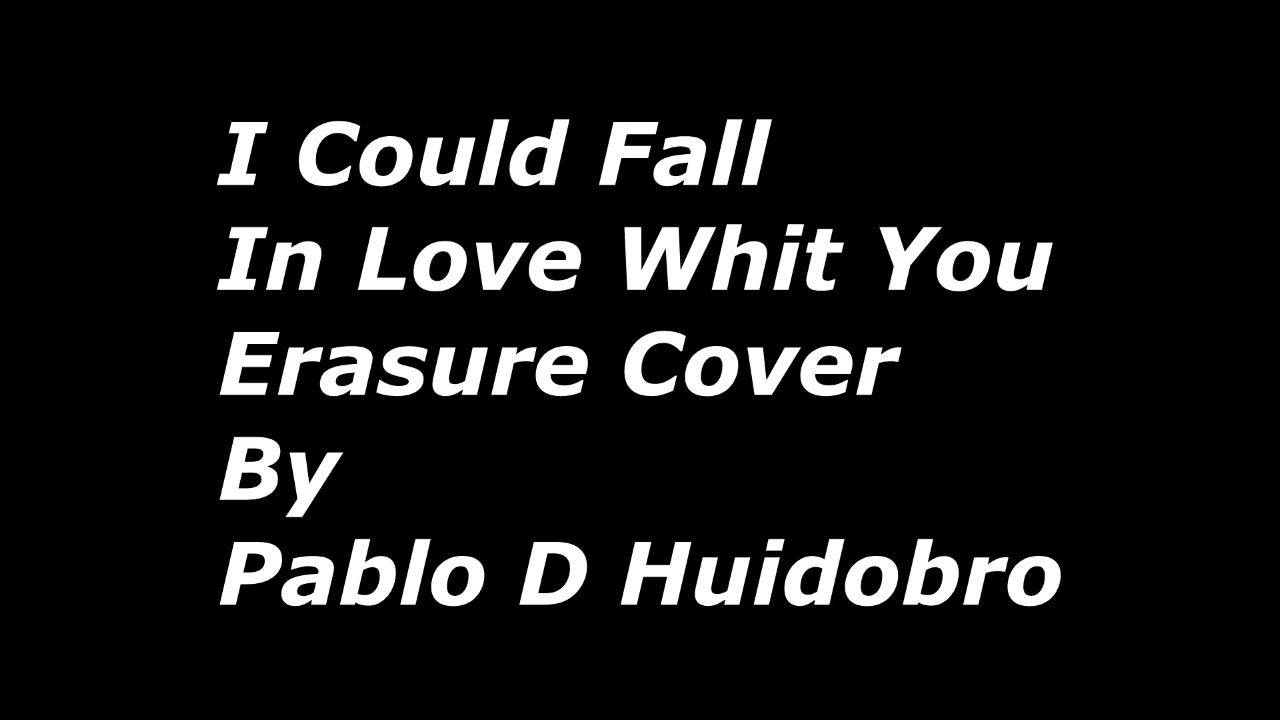 I Could Fall
In Love Whit You
Erasure Cover
By
Pablo D Huidobro